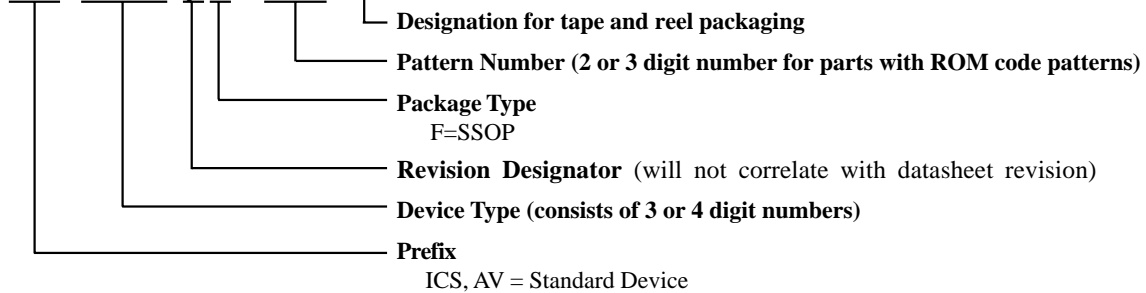 Designation for tape and reel packaging
Pattern Number (2 or 3 digit number for parts with ROM code patterns)
Package Type
F=SSOP
Revision Designator (will not correlate with datasheet revision)
Device Type (consists of 3 or 4 digit numbers)
Prefix
ICS, AV = Standard Device